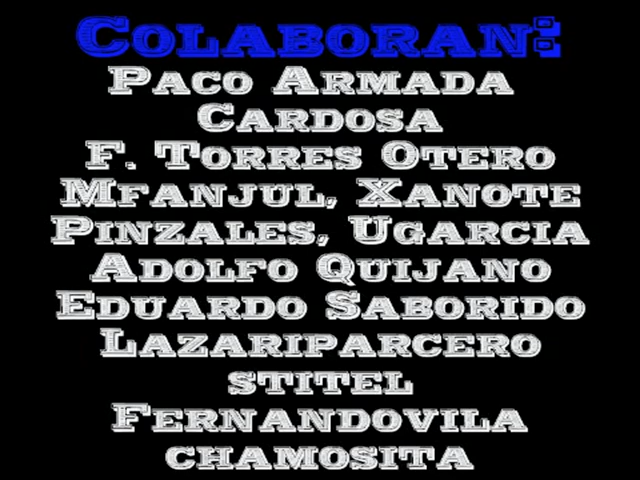 Colaboran:
Paco Armada
Cardosa
F. Torres Otero
Mfanjul, Xanote
Pinzales, Ugarcia
Adolfo Quijano
Eduardo Saborido
Lazariparcero
stitel
Fernandovila
chamosita